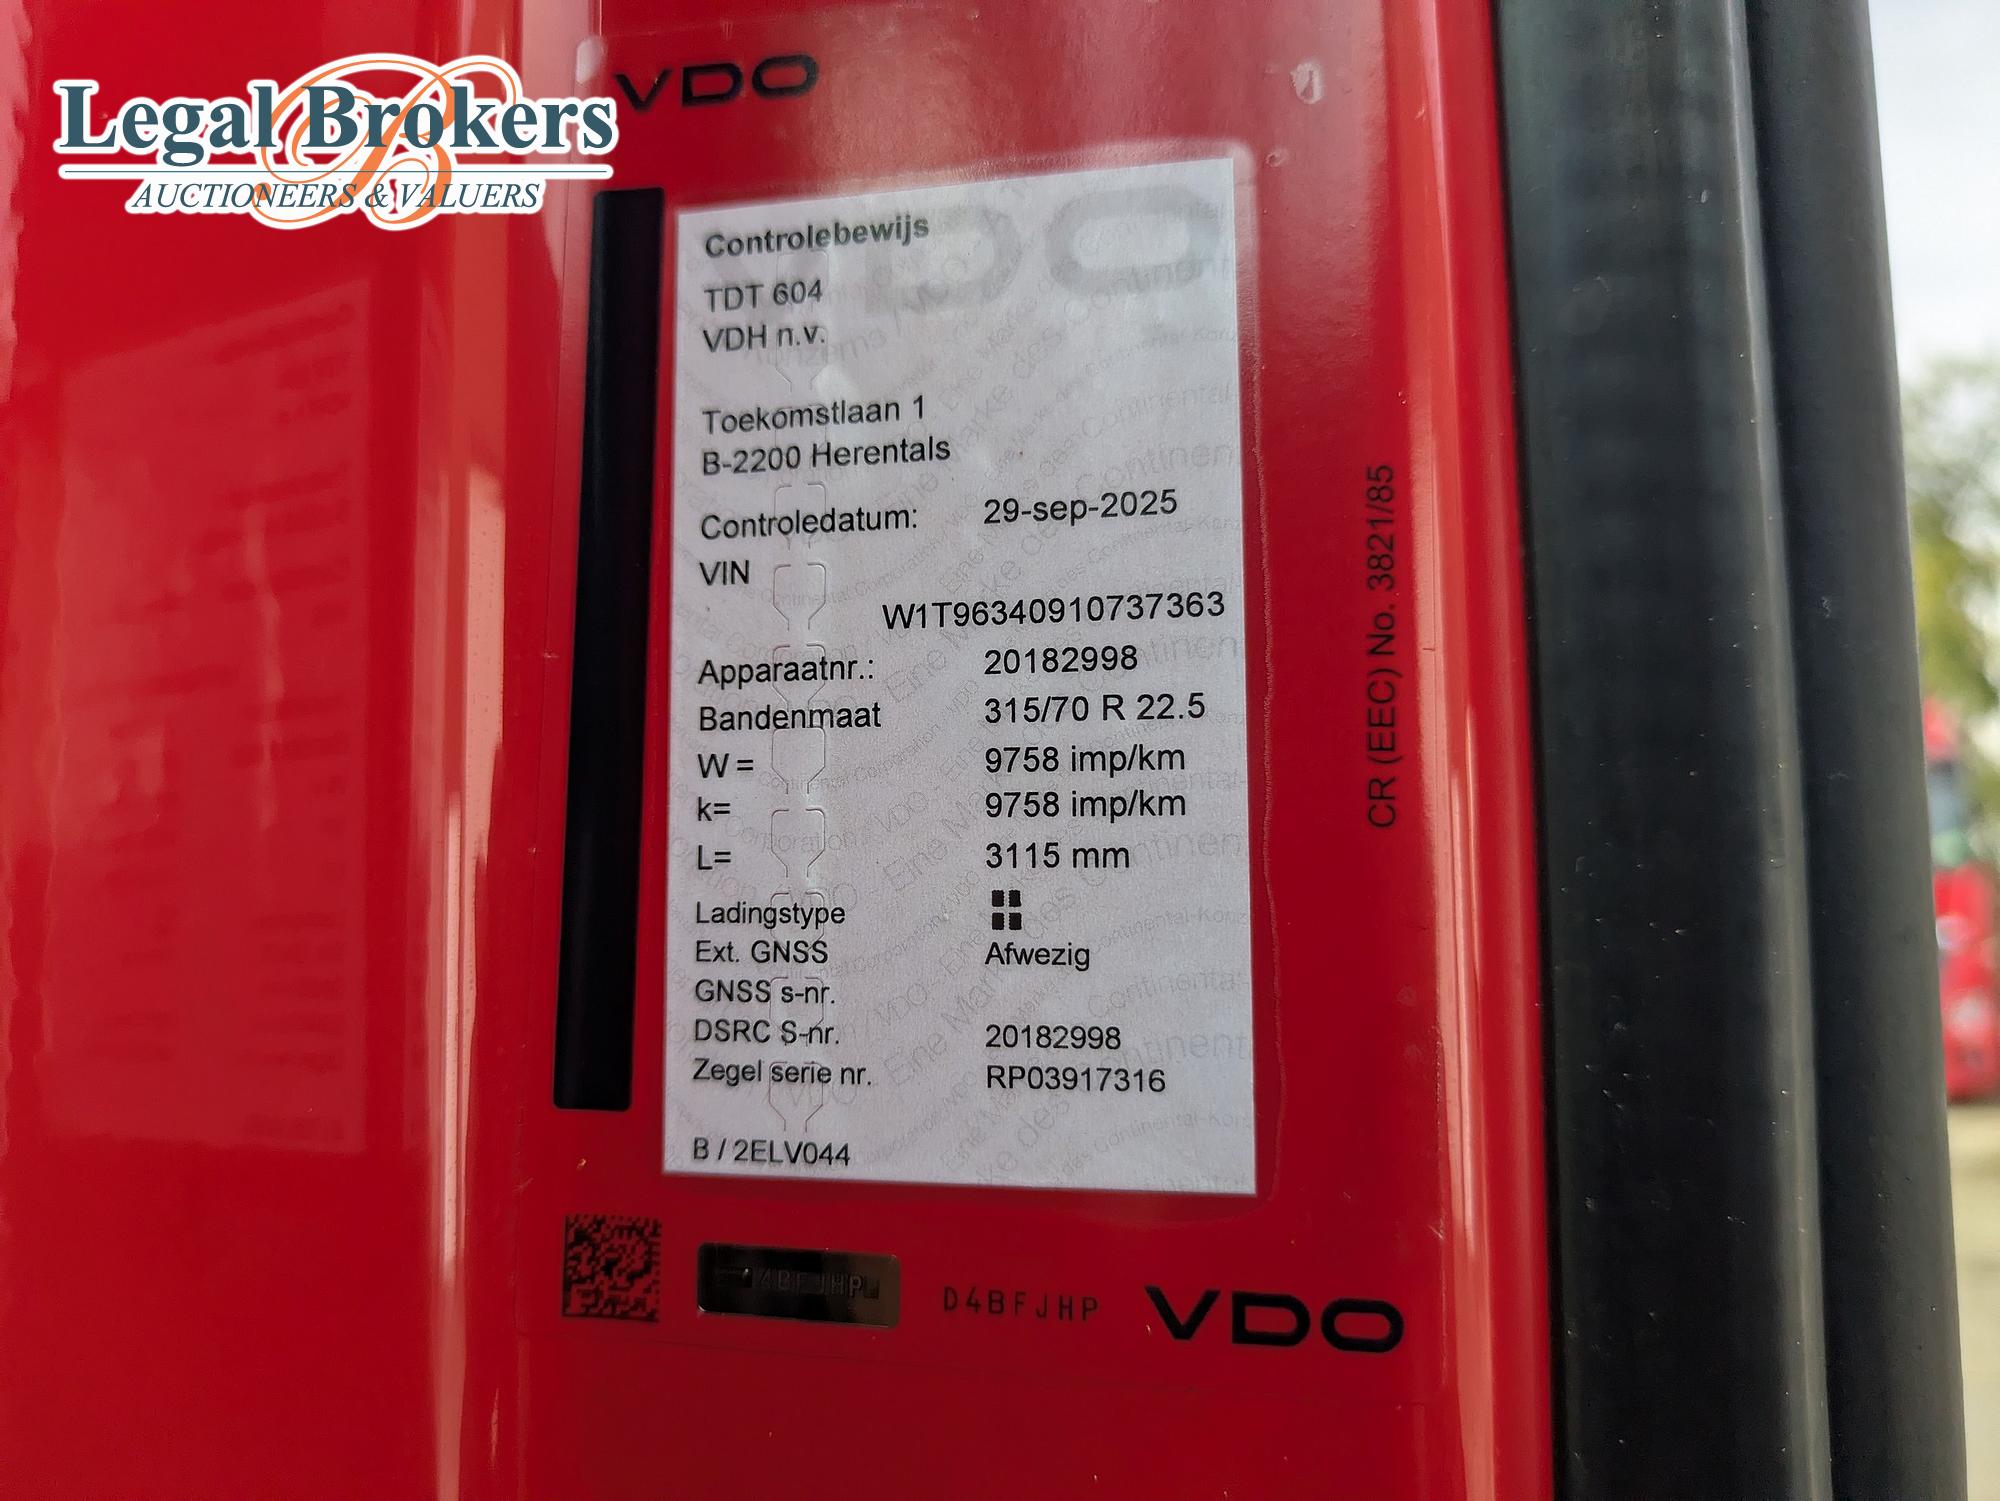 Legal Brokers
AUCTIONEERS & VALUERS
VDO
Controlebewijs
TDT 604
VDH n.v.
Toekomstlaan 1
B-2200 Herentals
Controledatum: 29-sep-2025
VIN
W1T96340910737363
Apparaatnr.: 20182998
Bandenmaat 315/70 R 22.5
W = 9758 imp/km
k= 9758 imp/km
L= 3115 mm
Ladingstype
Ext. GNSS Afwezig
GNSS s-nr.
DSRC S-nr. 20182998
Zegel serie nr. RP03917316
B / 2ELV044
D4BFJHP
VDO
CR (EEC) No. 3821/85